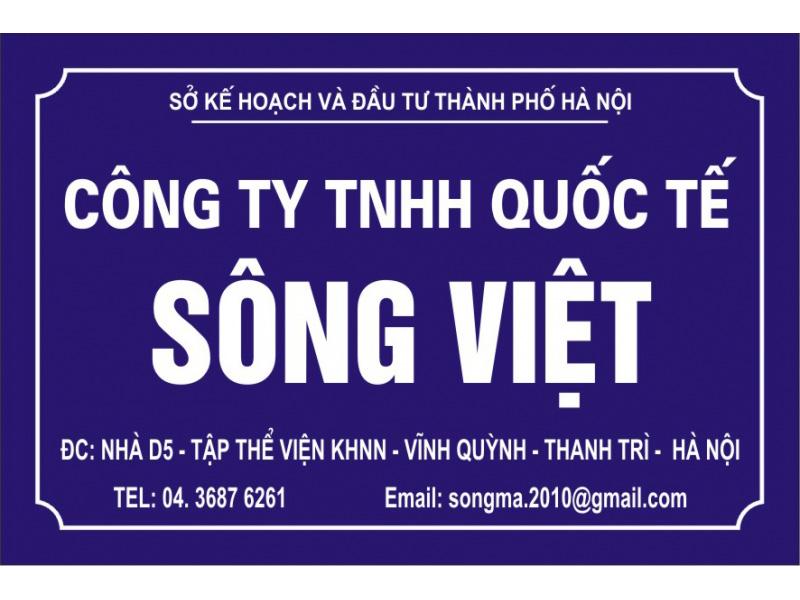 SỞ KẾ HOẠCH VÀ ĐẦU TƯ THÀNH PHỐ HÀ NỘI
CÔNG TY TNHH QUỐC TẾ
SÔNG VIỆT
ĐC: NHÀ D5 - TẬP THỂ VIỆN KHNN - VĨNH QUỲNH - THANH TRÌ - HÀ NỘI
TEL: 04. 3687 6261 Email: songma.2010@gmail.com